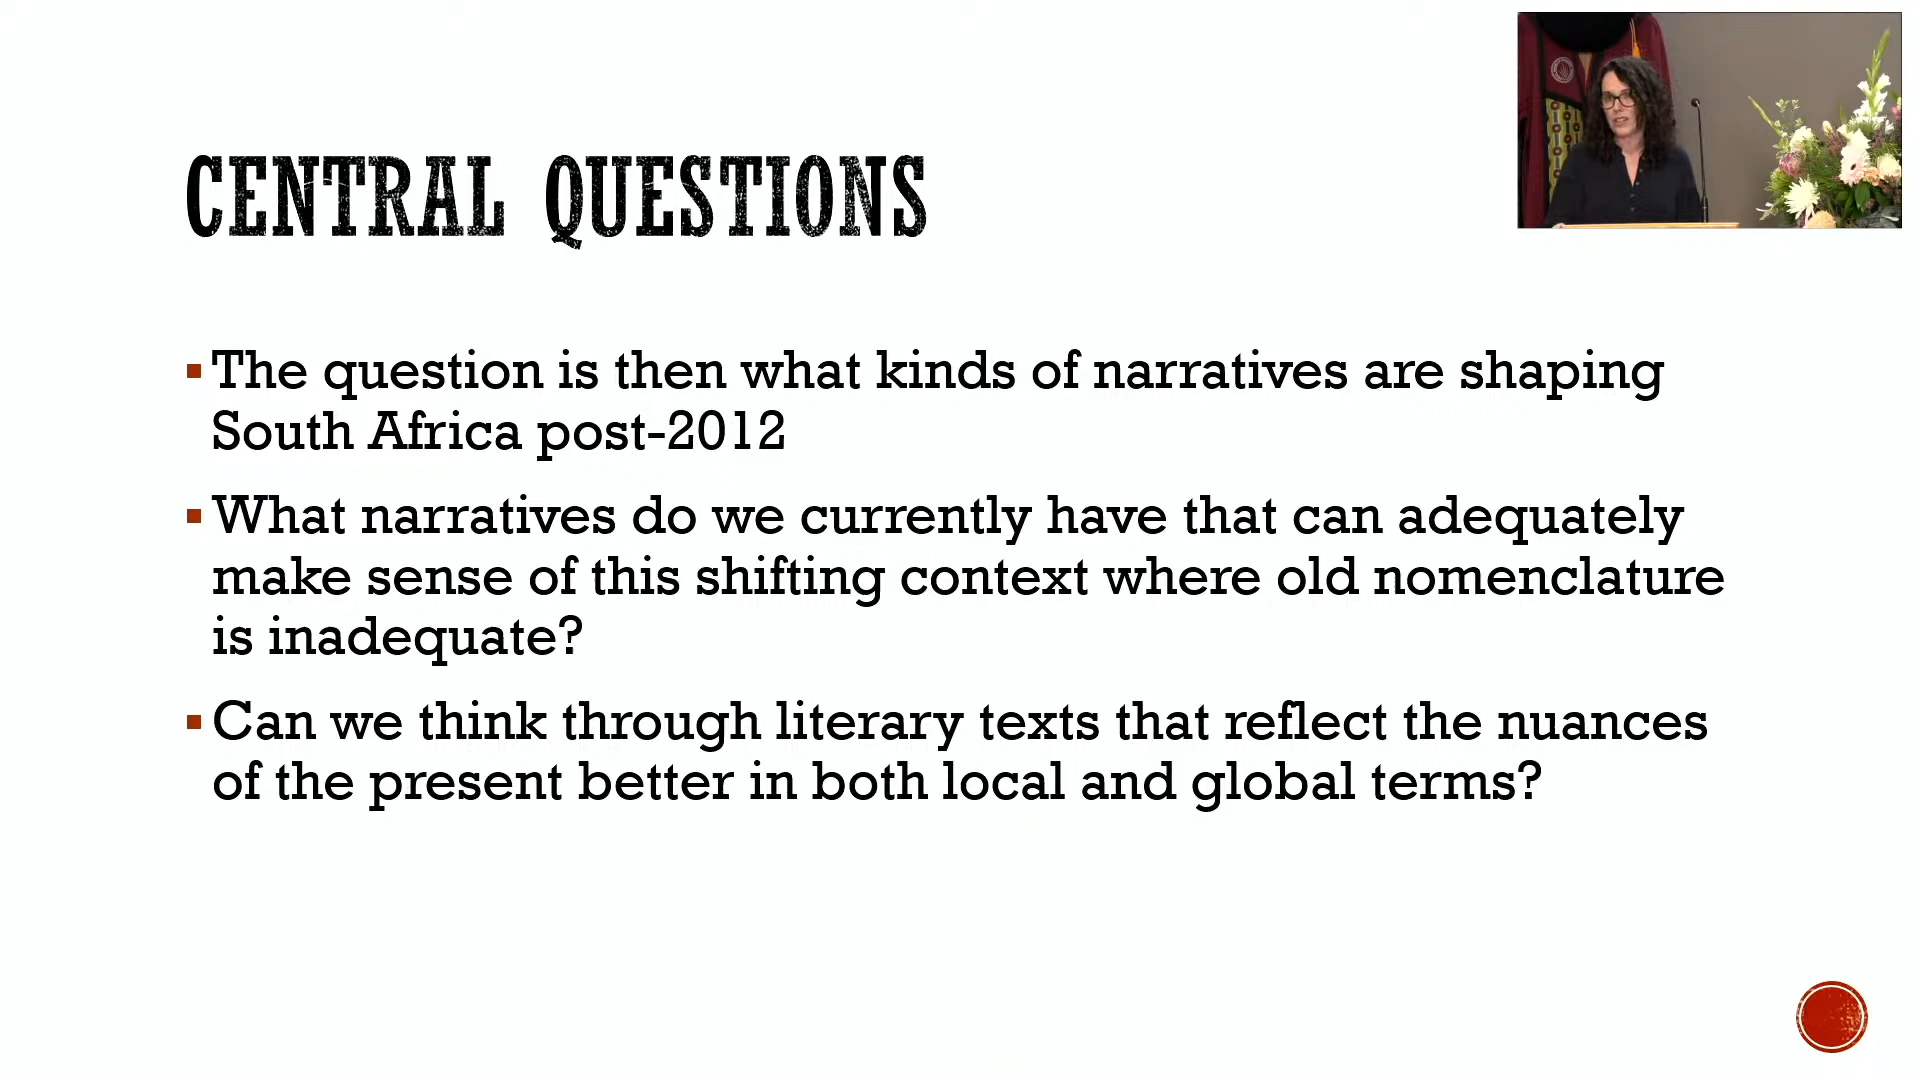 CENTRAL QUESTIONS
▪ The question is then what kinds of narratives are shaping
South Africa post-2012
▪ What narratives do we currently have that can adequately
make sense of this shifting context where old nomenclature
is inadequate?
▪ Can we think through literary texts that reflect the nuances
of the present better in both local and global terms?